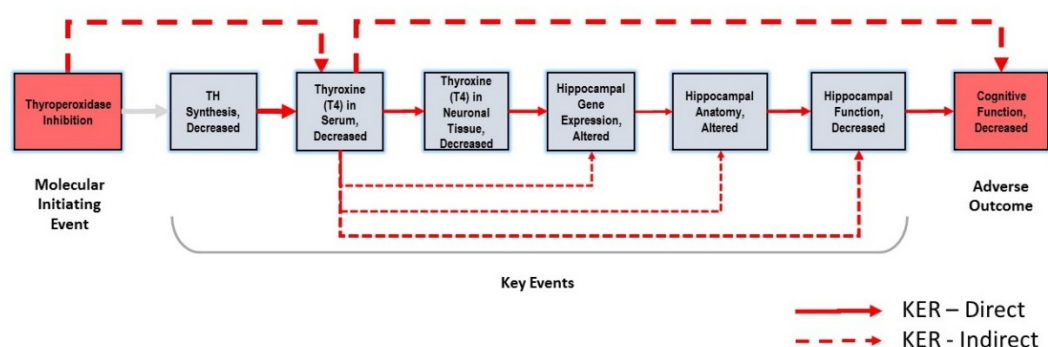 Thyroperoxidase
Inhibition
TH
Synthesis,
Decreased
Thyroxine
(T4) in
Serum,
Decreased
Thyroxine
(T4) in
Neuronal
Tissue,
Decreased
Hippocampal
Gene
Expression,
Altered
Hippocampal
Anatomy,
Altered
Hippocampal
Function,
Decreased
Cognitive
Function,
Decreased
Molecular
Initiating
Event
Adverse
Outcome
Key Events
KER – Direct
KER - Indirect